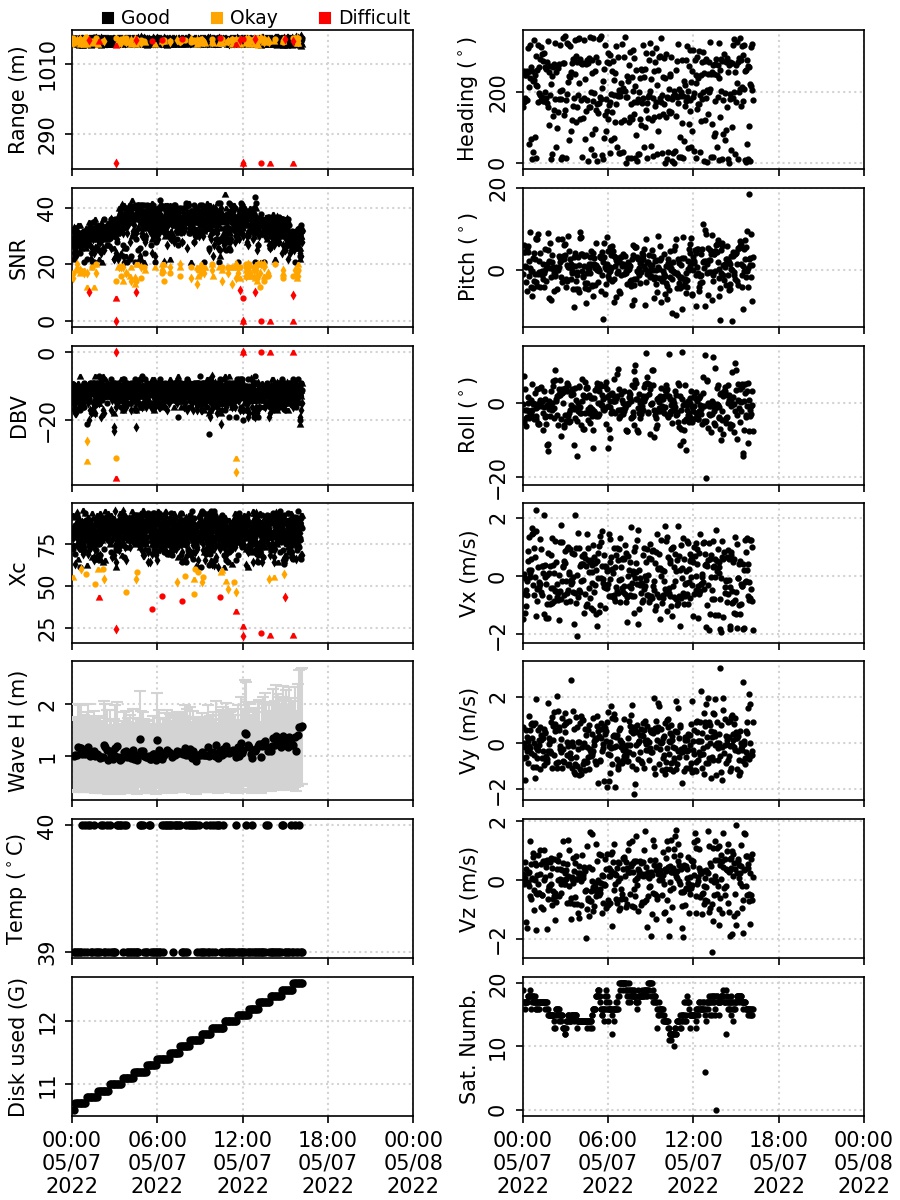 Good Okay Difficult
Range (m)
1010
290
Heading (°)
200
0
SNR
40
20
0
Pitch (°)
20
0
DBV
0
−20
Roll (°)
0
−20
Xc
75
50
25
Vx (m/s)
2
0
−2
Wave H (m)
2
1
Vy (m/s)
2
0
−2
Temp (°C)
40
39
Vz (m/s)
2
0
−2
Disk used (G)
12
11
Sat. Numb.
20
10
0
00:00 06:00 12:00 18:00 00:00
05/07 05/07 05/07 05/07 05/08
2022 2022 2022 2022 2022
00:00 06:00 12:00 18:00 00:00
05/07 05/07 05/07 05/07 05/08
2022 2022 2022 2022 2022